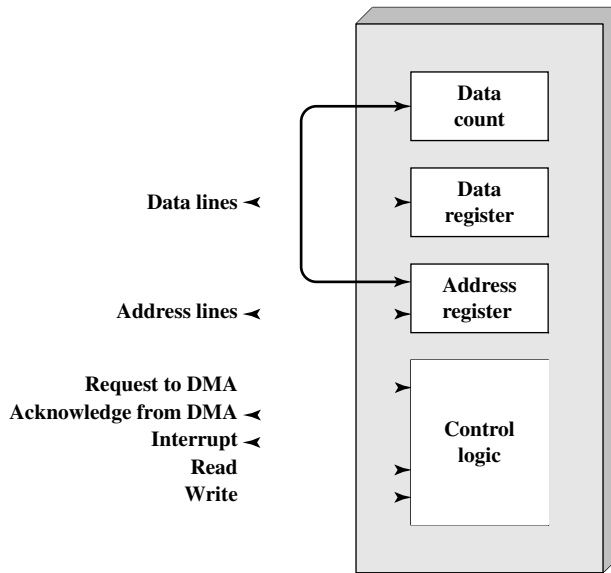 Data
count
Data lines
Data
register
Address lines
Address
register
Request to DMA
Acknowledge from DMA
Interrupt
Read
Write
Control
logic